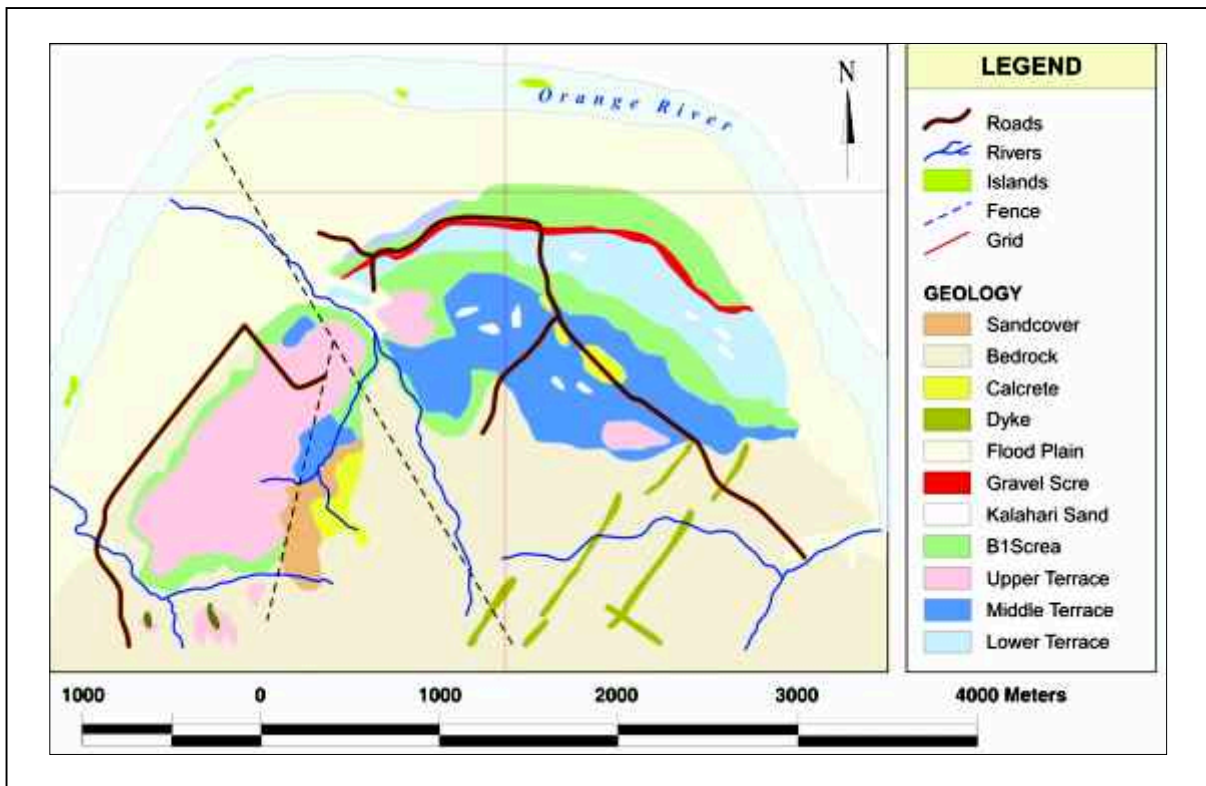 Orange River
N
LEGEND
Roads
Rivers
Islands
Fence
Grid
GEOLOGY
Sandcover
Bedrock
Calcrete
Dyke
Flood Plain
Gravel Scre
Kalahari Sand
B1Screa
Upper Terrace
Middle Terrace
Lower Terrace
1000 0 1000 2000 3000 4000 Meters